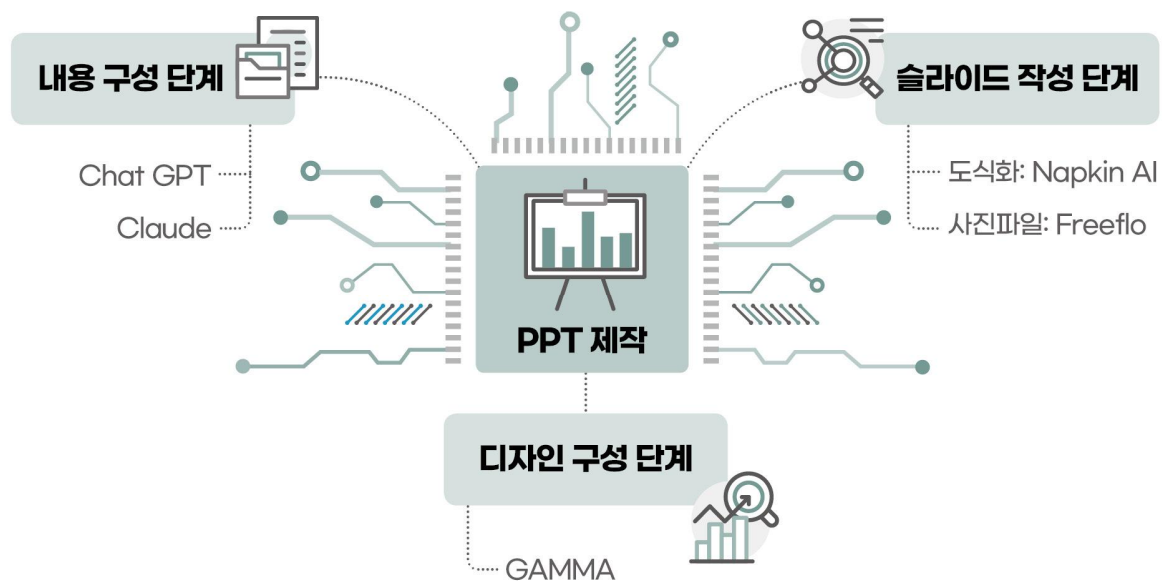 내용 구성 단계
Chat GPT
Claude
슬라이드 작성 단계
도식화: Napkin AI
사진파일: Freeflo
PPT 제작
디자인 구성 단계
GAMMA